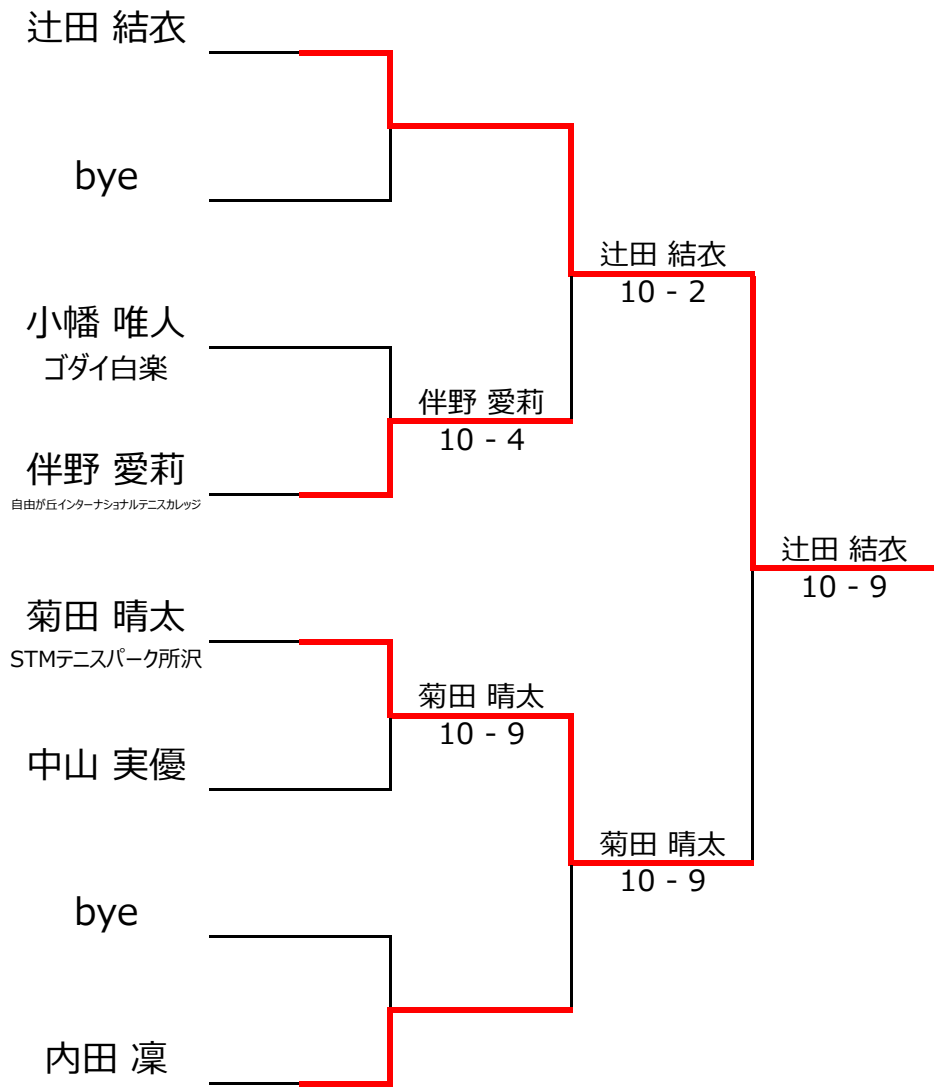 辻田 結衣
bye
小幡 唯人
ゴダイ白楽
伴野 愛莉
自由が丘インターナショナルテニスカレッジ
菊田 晴太
STMテニスパーク所沢
中山 実優
bye
内田 凜
伴野 愛莉
10 - 4
菊田 晴太
10 - 9
辻田 結衣
10 - 2
菊田 晴太
10 - 9
辻田 結衣
10 - 9